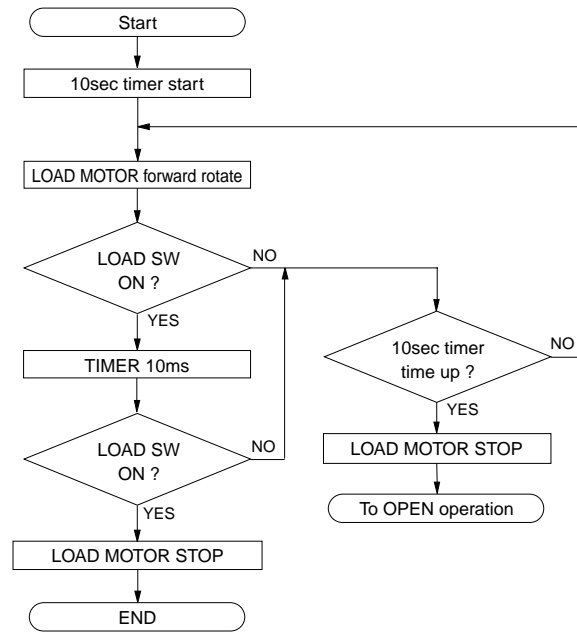 Start
10sec timer start
LOAD MOTOR forward rotate
LOAD SW
ON ?
NO
YES
TIMER 10ms
LOAD SW
ON ?
NO
YES
LOAD MOTOR STOP
END
10sec timer
time up ?
NO
YES
LOAD MOTOR STOP
To OPEN operation